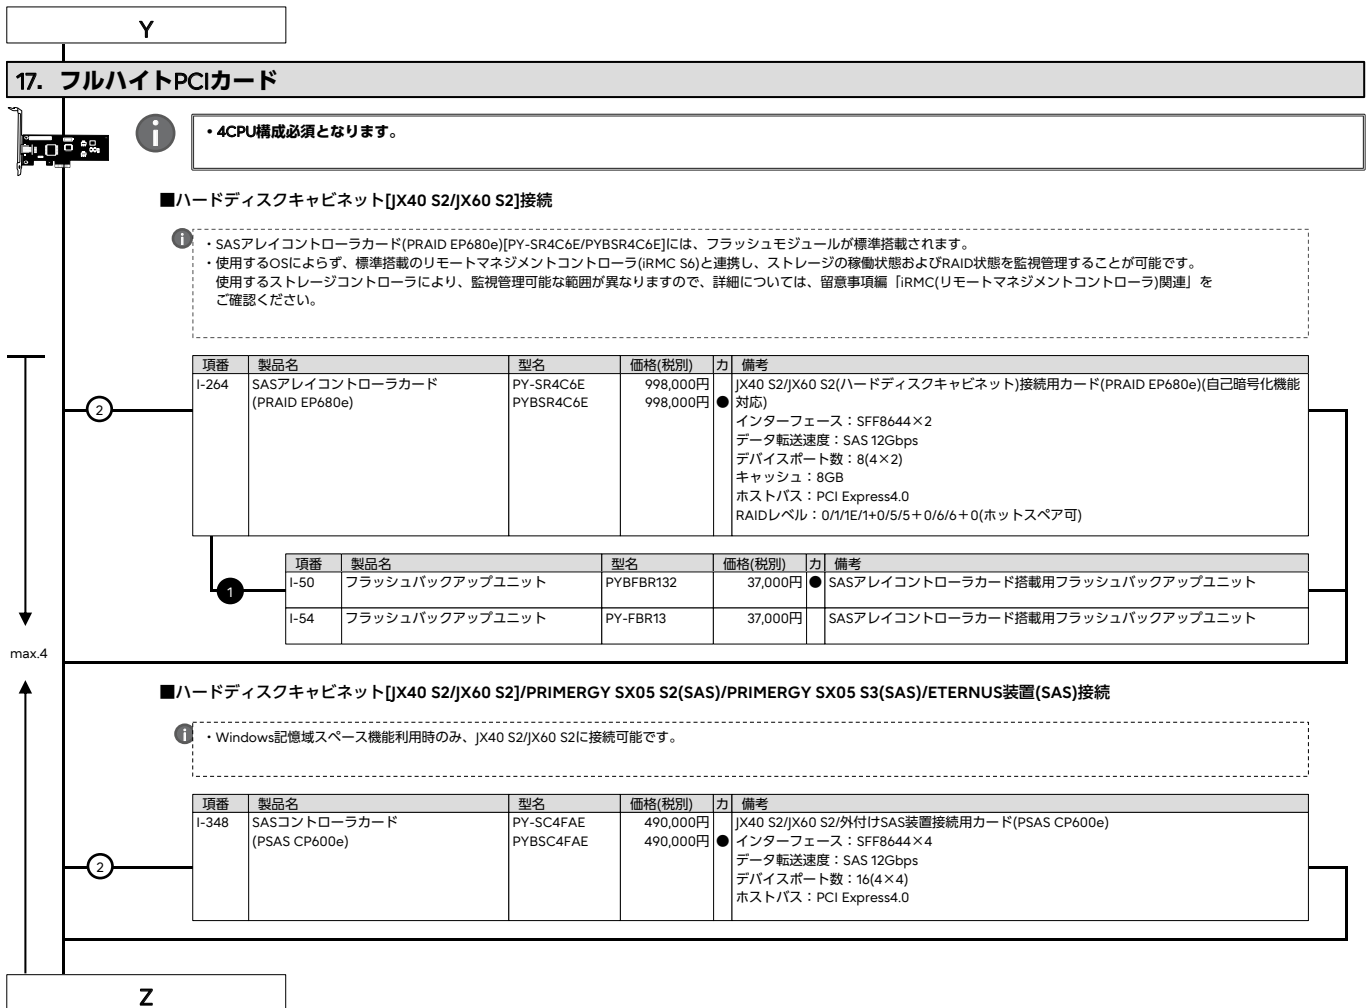 Y
17. フルハイトPCIカード
・4CPU構成必須となります。
■ハードディスクキャビネット[JX40 S2/JX60 S2]接続
・SASアレイコントローラカード(PRAID EP680e)[PY-SR4C6E/PYBSR4C6E]には、フラッシュモジュールが標準搭載されます。
・使用するOSによらず、標準搭載のリモートマネジメントコントローラ(iRMC S6)と連携し、ストレージの稼働状態およびRAID状態を監視管理することが可能です。
使用するストレージコントローラにより、監視管理可能な範囲が異なりますので、詳細については、留意事項編「iRMC(リモートマネジメントコントローラ)関連」を
ご確認ください。
項番 製品名 型名 価格(税別) カ 備考
I-264 SASアレイコントローラカード PY-SR4C6E 998,000円 JX40 S2/JX60 S2(ハードディスクキャビネット)接続用カード(PRAID EP680e)(自己暗号化機能
(PRAID EP680e) PYBSR4C6E 998,000円 ● 対応)
インターフェース：SFF8644×2
データ転送速度：SAS 12Gbps
デバイスポート数：8(4×2)
キャッシュ：8GB
ホストバス：PCI Express4.0
RAIDレベル：0/1/1E/1+0/5/5＋0/6/6＋0(ホットスペア可)
2
項番 製品名 型名 価格(税別) カ 備考
I-50 フラッシュバックアップユニット PYBFBR132 37,000円 ● SASアレイコントローラカード搭載用フラッシュバックアップユニット
1
I-54 フラッシュバックアップユニット PY-FBR13 37,000円 SASアレイコントローラカード搭載用フラッシュバックアップユニット
max.4
■ハードディスクキャビネット[JX40 S2/JX60 S2]/PRIMERGY SX05 S2(SAS)/PRIMERGY SX05 S3(SAS)/ETERNUS装置(SAS)接続
・Windows記憶域スペース機能利用時のみ、JX40 S2/JX60 S2に接続可能です。
項番 製品名 型名 価格(税別) カ 備考
I-348 SASコントローラカード PY-SC4FAE 490,000円 JX40 S2/JX60 S2/外付けSAS装置接続用カード(PSAS CP600e)
(PSAS CP600e) PYBSC4FAE 490,000円 ● インターフェース：SFF8644×4
データ転送速度：SAS 12Gbps
デバイスポート数：16(4×4)
ホストバス：PCI Express4.0
2
Z